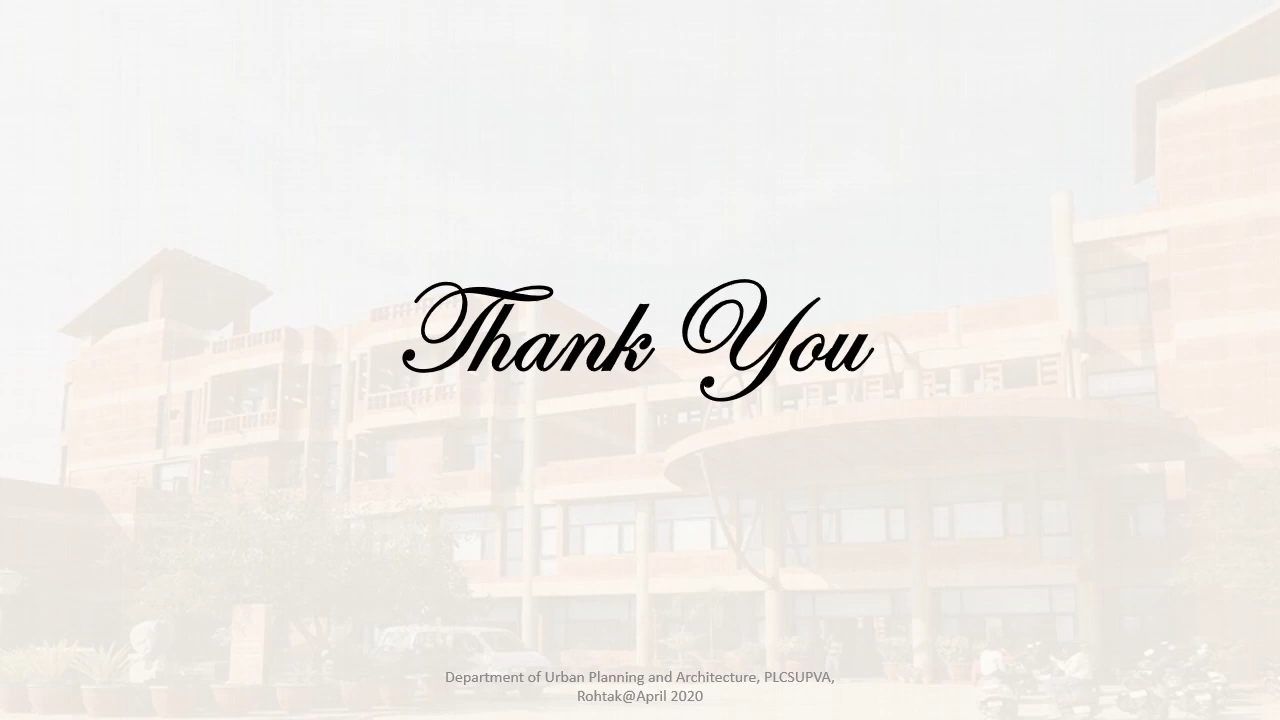 Thank You
Department of Urban Planning and Architecture, PLCSUPVA,
Rohtak@April 2020